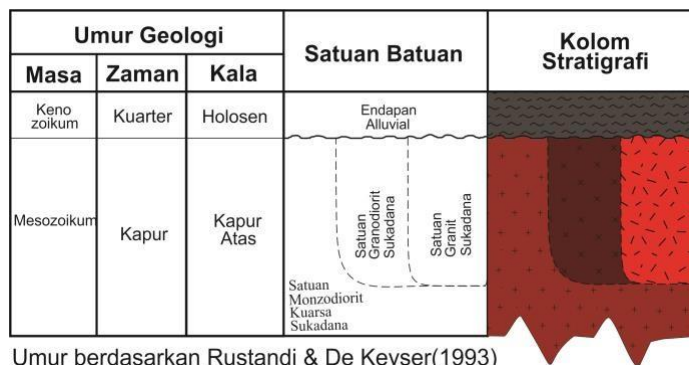 Umur Geologi
Satuan Batuan
Kolom
Stratigrafi
Masa
Zaman
Kala
Keno
zoikum
Kuarter
Holosen
Endapan
Alluvial
Mesozoikum
Kapur
Kapur
Atas
Satuan
Granodiorit
Sukadana
Satuan
Granit
Sukadana
Satuan
Monzodiorit
Kuarsa
Sukadana
Umur berdasarkan Rustandi & De Keyser(1993)